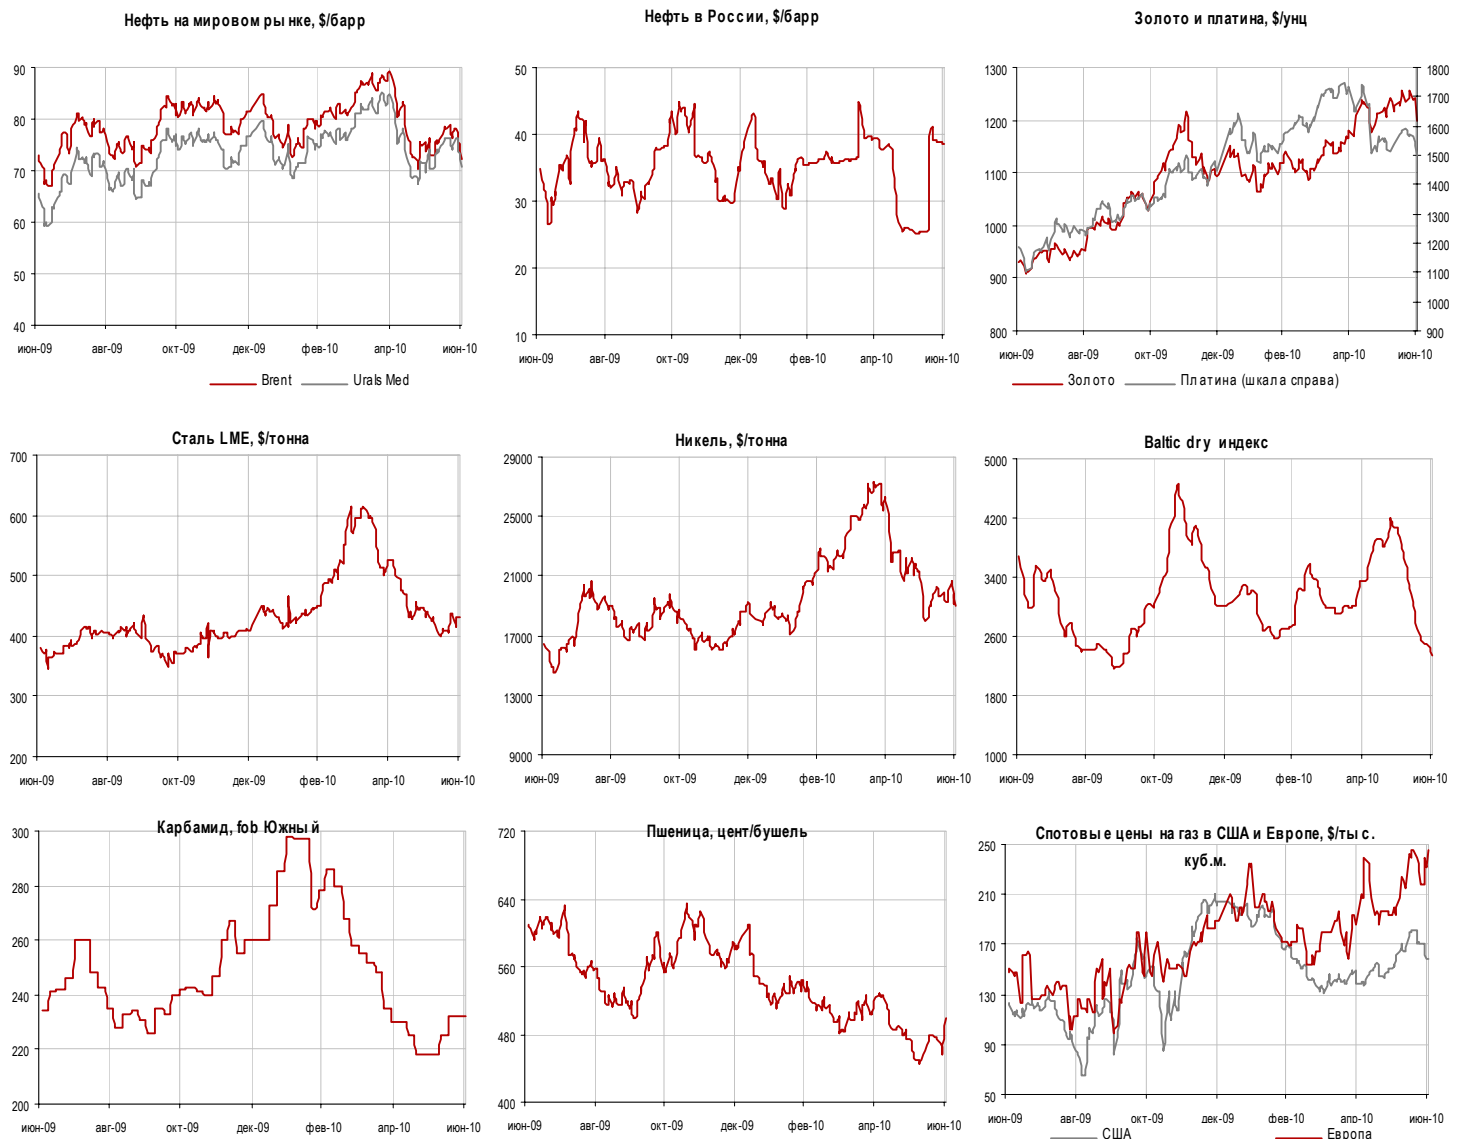 Нефть на мировом рынке, $/барр
90
80
70
60
50
40
июн-09 авг-09 окт-09 дек-09 фев-10 апр-10 июн-10
Brent Urals Med
Нефть в России, $/барр
50
40
30
20
10
июн-09 авг-09 окт-09 дек-09 фев-10 апр-10 июн-10
Золото и платина, $/унц
1300
1200
1100
1000
900
800
1800
1700
1600
1500
1400
1300
1200
1100
1000
900
июн-09 авг-09 окт-09 дек-09 фев-10 апр-10 июн-10
Золото Платина (шкала справа)
Сталь LME, $/тонна
700
600
500
400
300
200
июн-09 авг-09 окт-09 дек-09 фев-10 апр-10 июн-10
Никель, $/тонна
29000
25000
21000
17000
13000
9000
июн-09 авг-09 окт-09 дек-09 фев-10 апр-10 июн-10
Baltic dry индекс
5000
4200
3400
2600
1800
1000
июн-09 авг-09 окт-09 дек-09 фев-10 апр-10 июн-10
Карбамид, fob Южный
300
280
260
240
220
200
июн-09 авг-09 окт-09 дек-09 фев-10 апр-10 июн-10
Пшеница, цент/бушель
720
640
560
480
400
июн-09 авг-09 окт-09 дек-09 фев-10 апр-10 июн-10
Спотовые цены на газ в США и Европе, $/тыс.
куб.м.
250
210
170
130
90
50
июн-09 авг-09 окт-09 дек-09 фев-10 апр-10 июн-10
США Европа